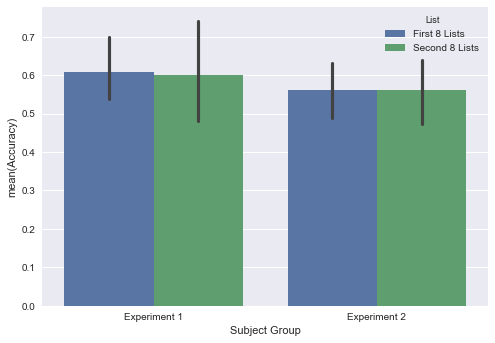 List
First 8 Lists
Second 8 Lists
mean(Accuracy)
0.7
0.6
0.5
0.4
0.3
0.2
0.1
0.0
Experiment 1
Experiment 2
Subject Group